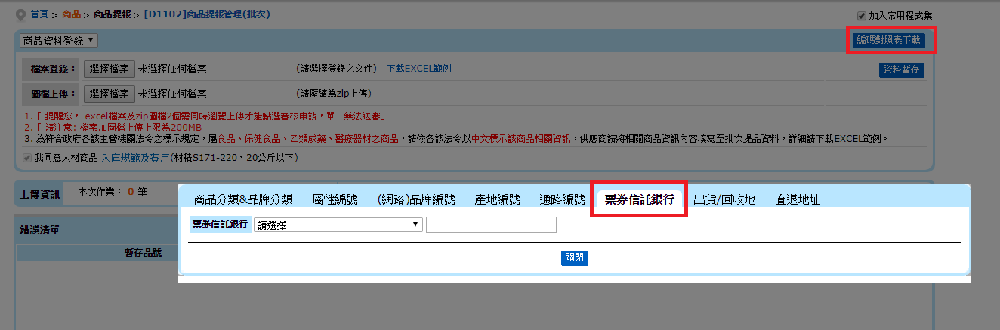 首頁 > 商品 > 商品提報 > [D1102]商品提報管理(批次)
加入常用程式集
商品資料登錄
編碼對照表下載
檔案登錄： 選擇檔案 未選擇任何檔案 (請選擇登錄之文件) 下載EXCEL範例
資料暫存
圖檔上傳： 選擇檔案 未選擇任何檔案 (請壓縮為zip上傳)
1.「 提醒您， excel檔案及zip圖檔2個需同時瀏覽上傳才能點選審核申請，單一無法送審」
2.「 請注意: 檔案加圖檔上傳上限為200MB」
3. 為符合政府各該主管機關法令之標示規定，屬食品、保健食品、乙類成藥、醫療器材之商品，請依各該法令以中文標示該商品相關資訊，供應商請將相關商品資訊內容填寫至批次提品資料，詳細請下載EXCEL範例。
我同意大材商品 入庫規範及費用(材積S171-220、20公斤以下)
上傳資訊 本次作業： 0 筆
商品分類&品牌分類 屬性編號 (網路)品牌編號 產地編號 通路編號 票券信託銀行 出貨/回收地 直退地址
票券信託銀行 請選擇
錯誤清單
暫存品號
關閉